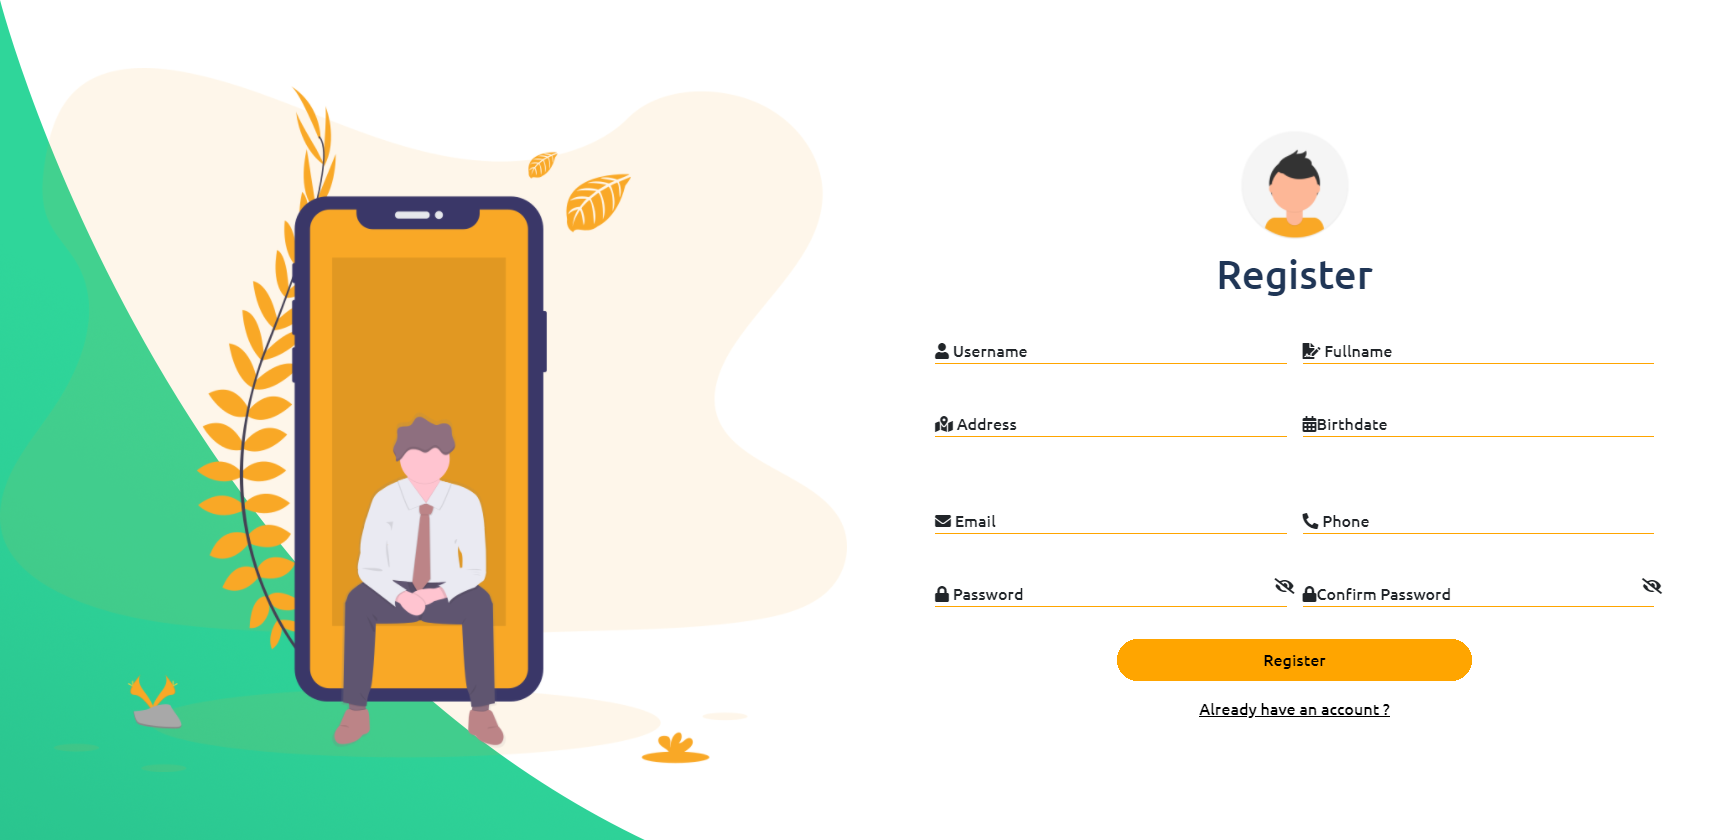 Register
Username
Fullname
Address
Birthdate
Email
Phone
Password
Confirm Password
Register
Already have an account ?